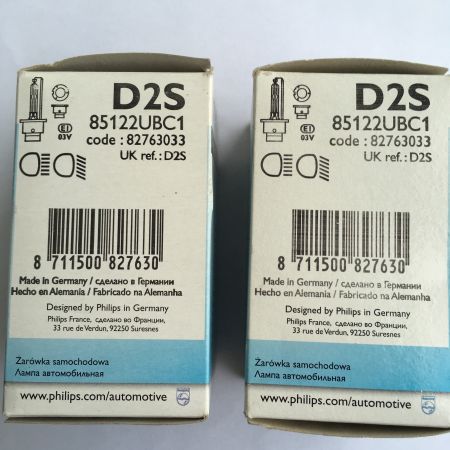 D2S
85122UBC1
code : 82763033
UK ref.: D2S
E1
03V
8 711500 827630
Made in Germany / сделано в Германии
Hecho en Alemania / Fabricado na Alemanha
Designed by Philips in Germany
Philips France, сделано во Франции,
33 rue de Verdun, 92250 Suresnes
Żarówka samochodowa
Лампа автомобильная
www.philips.com/automotive
D2S
85122UBC1
code : 82763033
UK ref.: D2S
E1
03V
8 711500 827630
Made in Germany / сделано в Германии
Hecho en Alemania / Fabricado na Alemanha
Designed by Philips in Germany
Philips France, сделано во Франции,
33 rue de Verdun, 92250 Suresnes
Żarówka samochodowa
Лампа автомобильная
www.philips.com/automotive